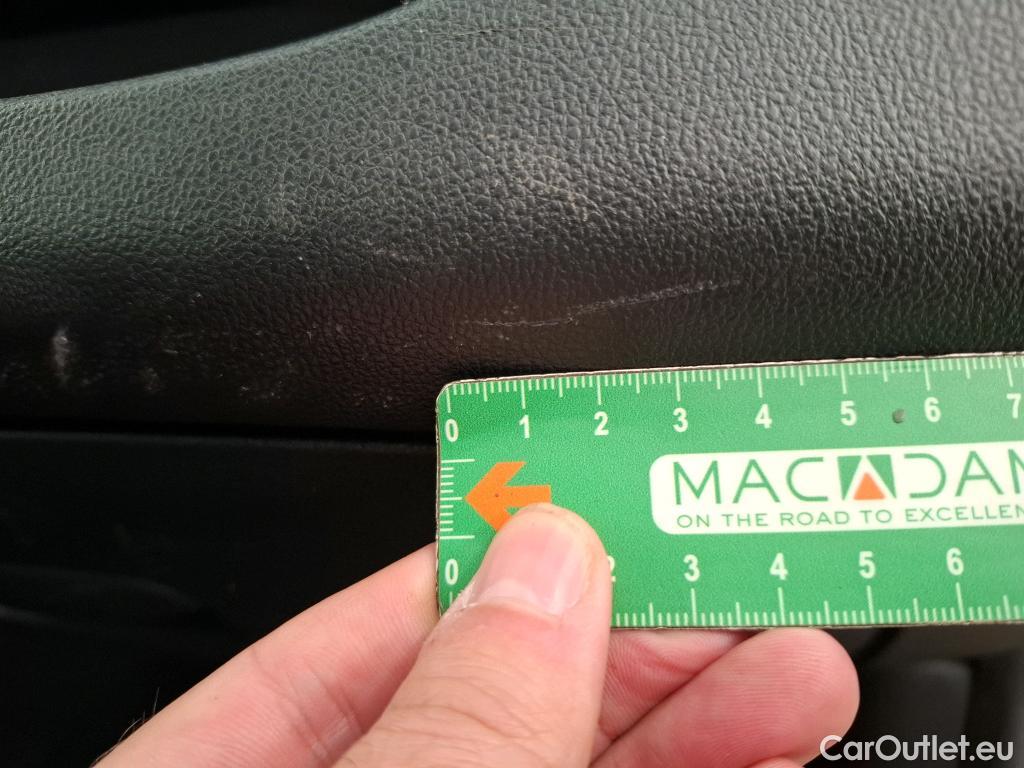 0 1 2 3 4 5 6 7
MACADAM
ON THE ROAD TO EXCELLEN
0 2 3 4 5 6
CarOutlet.eu